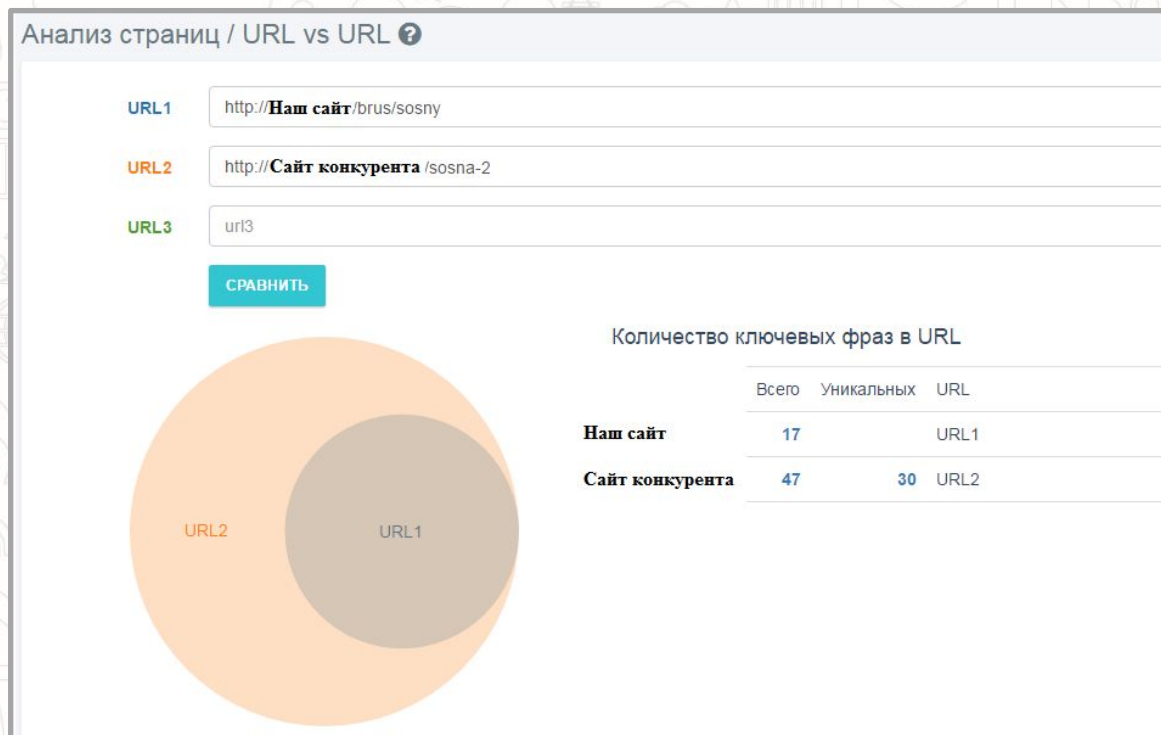 Анализ страниц / URL vs URL ?
URL1 http://Наш сайт/brus/sosny
URL2 http://Сайт конкурента /sosna-2
URL3 url3
СРАВНИТЬ
Количество ключевых фраз в URL
Всего Уникальных URL
Наш сайт 17 URL1
Сайт конкурента 47 30 URL2
URL2 URL1